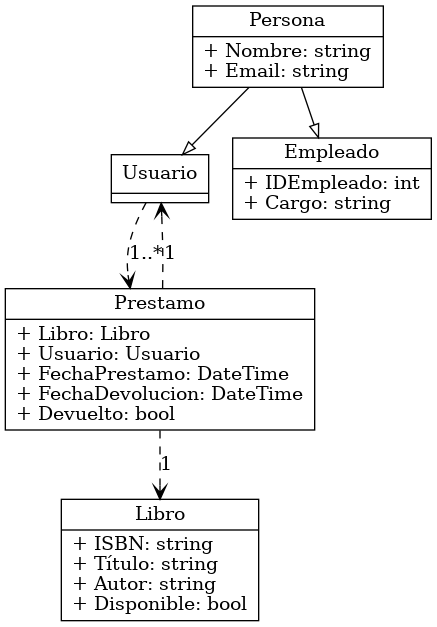 Persona
+ Nombre: string
+ Email: string
Usuario
Empleado
+ IDEmpleado: int
+ Cargo: string
1..*
1
Prestamo
+ Libro: Libro
+ Usuario: Usuario
+ FechaPrestamo: DateTime
+ FechaDevolucion: DateTime
+ Devuelto: bool
1
Libro
+ ISBN: string
+ Título: string
+ Autor: string
+ Disponible: bool